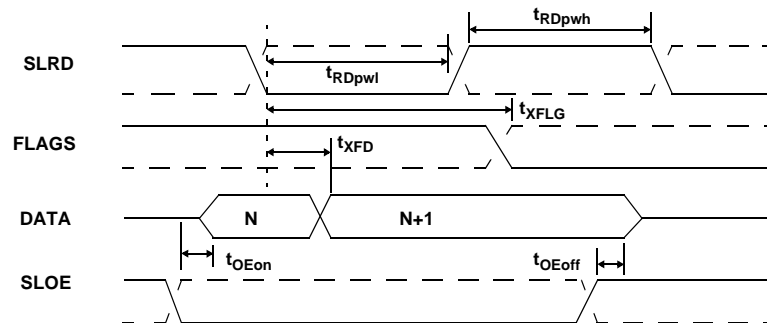 tRDpwh
SLRD
tRDpwl
tXFLG
FLAGS
tXFD
DATA
N
N+1
tOEon
tOEoff
SLOE